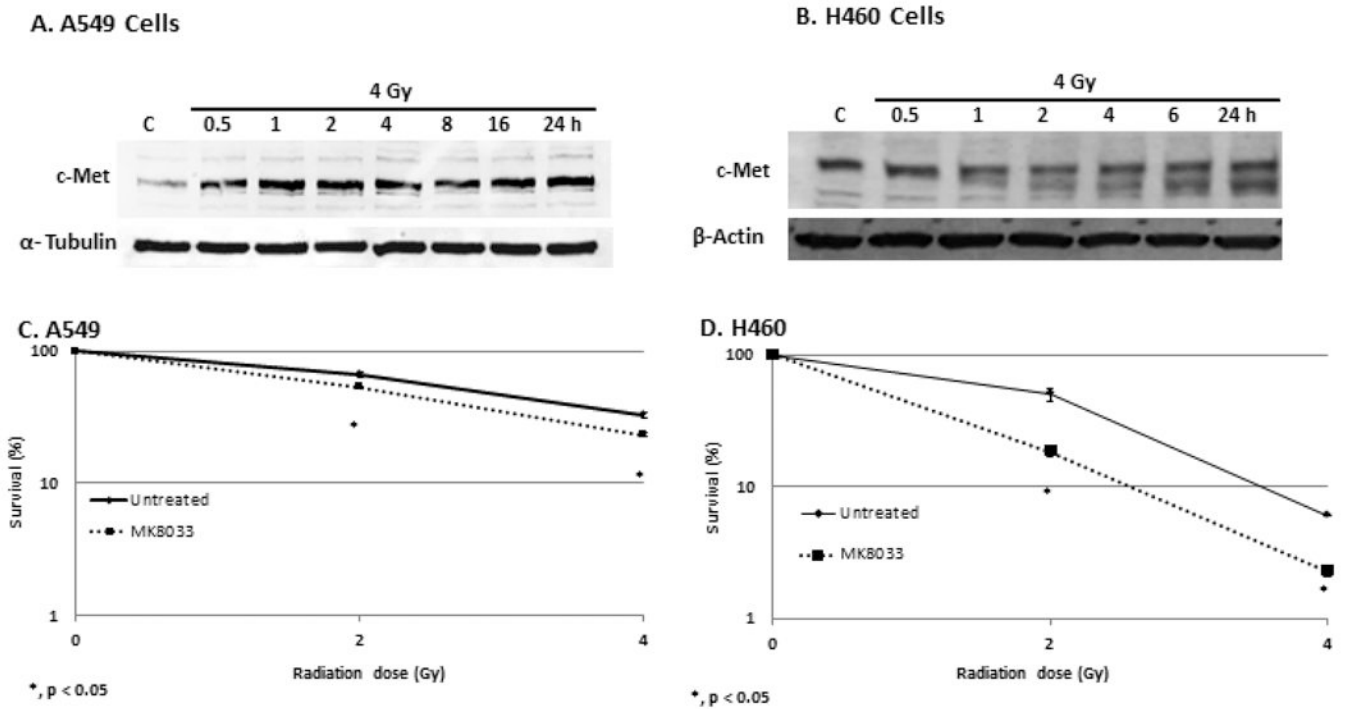 A. A549 Cells
4 Gy
C 0.5 1 2 4 8 16 24 h
c-Met
α- Tubulin
B. H460 Cells
4 Gy
C 0.5 1 2 4 6 24 h
c-Met
β-Actin
C. A549
100
10
1
0 2 4
Survival (%)
Untreated
MK8033
*
*
Radiation dose (Gy)
*, p < 0.05
D. H460
100
10
1
0 2 4
Survival (%)
Untreated
MK8033
*
*
Radiation dose (Gy)
*, p < 0.05